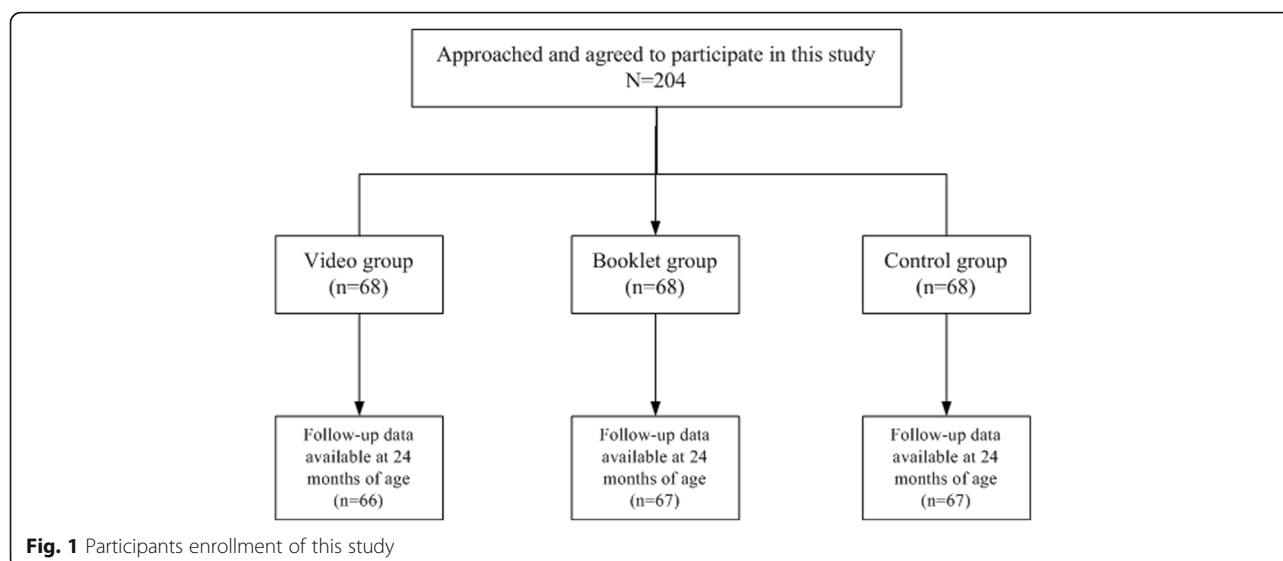 Approached and agreed to participate in this study
N=204
Video group
(n=68)
Booklet group
(n=68)
Control group
(n=68)
Follow-up data
available at 24
months of age
(n=66)
Follow-up data
available at 24
months of age
(n=67)
Follow-up data
available at 24
months of age
(n=67)
Fig. 1 Participants enrollment of this study